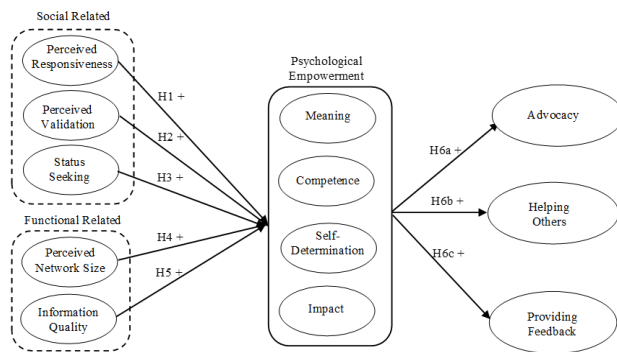 Social Related
Perceived
Responsiveness
Perceived
Validation
Status
Seeking
Functional Related
Perceived
Network Size
Information
Quality
H1 +
H2 +
H3 +
H4 +
H5 +
Psychological
Empowerment
Meaning
Competence
Self-
Determination
Impact
H6a +
H6b +
H6c +
Advocacy
Helping
Others
Providing
Feedback